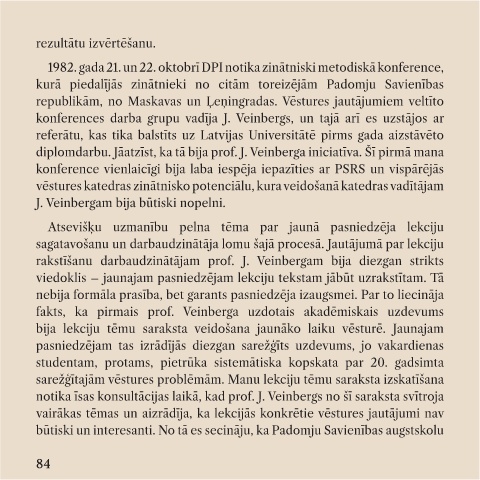 rezultātu izvērtēšanu.
1982. gada 21. un 22. oktobrī DPI notika zinātniski metodiskā konference,
kurā piedalījās zinātnieki no citām toreizējām Padomju Savienības
republikām, no Maskavas un Ļeņingradas. Vēstures jautājumiem veltīto
konferences darba grupu vadīja J. Veinbergs, un tajā arī es uzstājos ar
referātu, kas tika balstīts uz Latvijas Universitātē pirms gada aizstāvēto
diplomdarbu. Jāatzīst, ka tā bija prof. J. Veinberga iniciatīva. Šī pirmā mana
konference vienlaicīgi bija laba iespēja iepazīties ar PSRS un vispārējās
vēstures katedras zinātnisko potenciālu, kura veidošanā katedras vadītājam
J. Veinbergam bija būtiski nopelni.
Atsevišķu uzmanību pelna tēma par jaunā pasniedzēja lekciju
sagatavošanu un darbaudzinātāja lomu šajā procesā. Jautājumā par lekciju
rakstīšanu darbaudzinātājam prof. J. Veinbergam bija diezgan strikts
viedoklis – jaunajam pasniedzējam lekciju tekstam jābūt uzrakstītam. Tā
nebija formāla prasība, bet garants pasniedzēja izaugsmei. Par to liecināja
fakts, ka pirmais prof. Veinberga uzdotais akadēmiskais uzdevums
bija lekciju tēmu saraksta veidošana jaunāko laiku vēsturē. Jaunajam
pasniedzējam tas izrādījās diezgan sarežģīts uzdevums, jo vakardienas
studentam, protams, pietrūka sistemātiska kopskata par 20. gadsimta
sarežģītajām vēstures problēmām. Manu lekciju tēmu saraksta izskatīšana
notika īsas konsultācijas laikā, kad prof. J. Veinbergs no šī saraksta svītroja
vairākas tēmas un aizrādīja, ka lekcijās konkrētie vēstures jautājumi nav
būtiski un interesanti. No tā es secināju, ka Padomju Savienības augstskolu
84